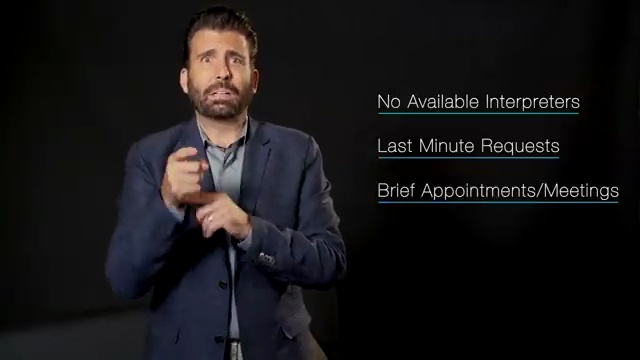 No Available Interpreters
Last Minute Requests
Brief Appointments/Meetings